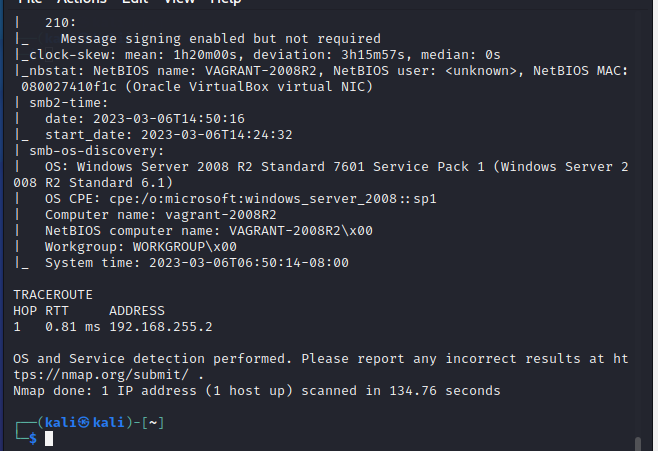 File Actions Edit View Help
|   210:
|_    Message signing enabled but not required
|_clock-skew: mean: 1h20m00s, deviation: 3h15m57s, median: 0s
|_nbstat: NetBIOS name: VAGRANT-2008R2, NetBIOS user: <unknown>, NetBIOS MAC:
 080027410f1c (Oracle VirtualBox virtual NIC)
| smb2-time:
|   date: 2023-03-06T14:50:16
|_  start_date: 2023-03-06T14:24:32
| smb-os-discovery:
|   OS: Windows Server 2008 R2 Standard 7601 Service Pack 1 (Windows Server 2
008 R2 Standard 6.1)
|   OS CPE: cpe:/o:microsoft:windows_server_2008::sp1
|   Computer name: vagrant-2008R2
|   NetBIOS computer name: VAGRANT-2008R2\x00
|   Workgroup: WORKGROUP\x00
|_  System time: 2023-03-06T06:50:14-08:00
TRACEROUTE
HOP RTT     ADDRESS
1   0.81 ms 192.168.255.2
OS and Service detection performed. Please report any incorrect results at ht
tps://nmap.org/submit/ .
Nmap done: 1 IP address (1 host up) scanned in 134.76 seconds
┌──(kali㉿kali)-[~]
└─$